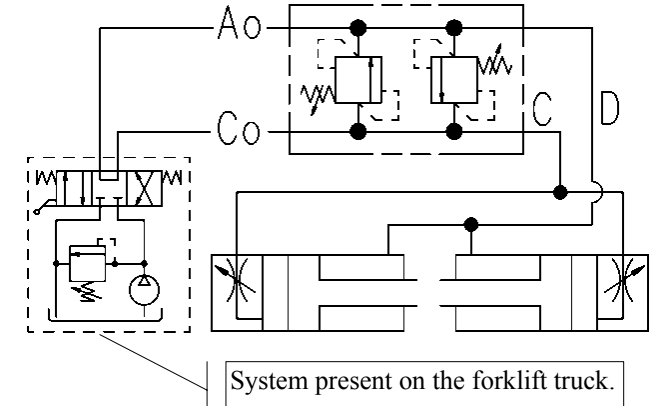 Ao
Co
C
D
System present on the forklift truck.